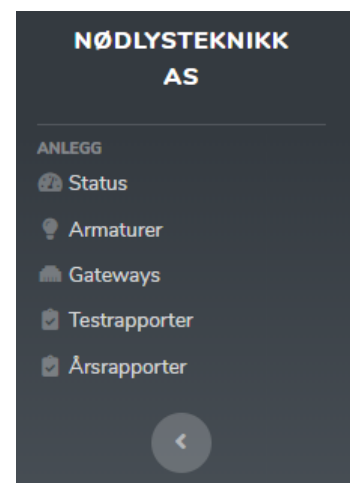 NØDLYSTEKNIKK
AS
ANLEGG
Status
Armaturer
Gateways
Testrapporter
Årsrapporter